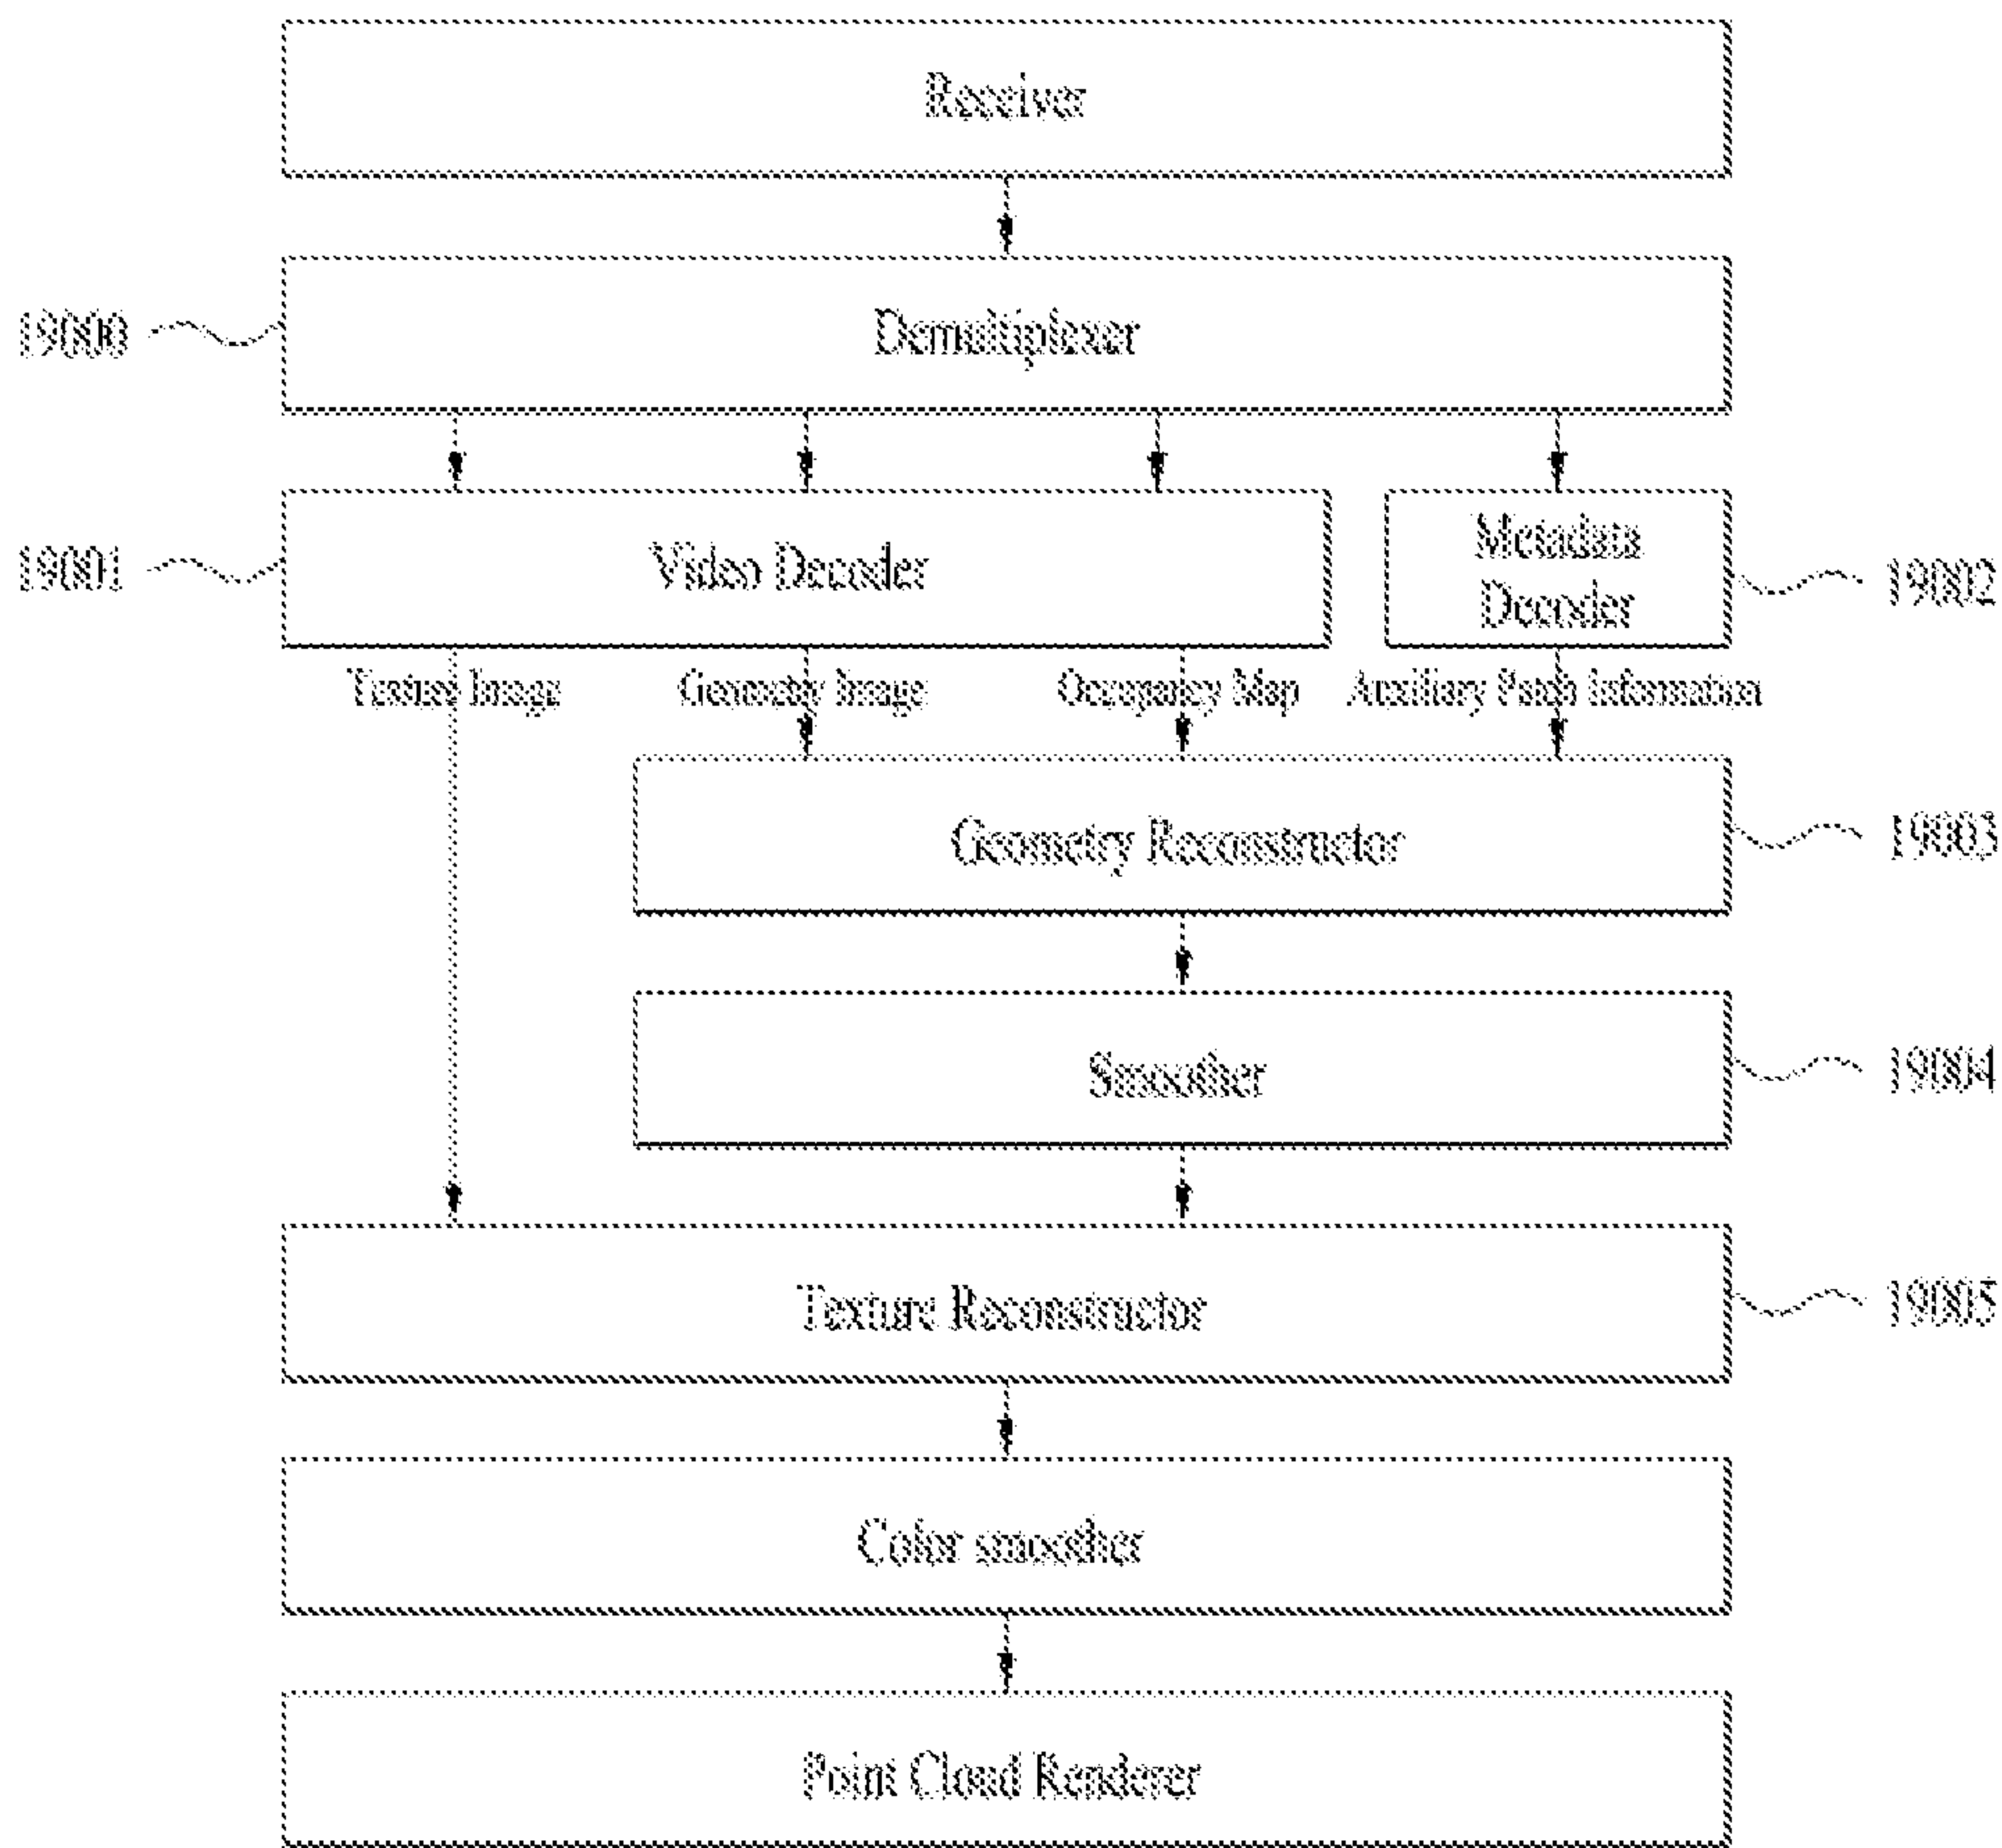 Receiver
19000
Demultiplexer
19001
Video Decoder
Metadata
Decoder
19002
Texture Image
Geometry Image
Occupancy Map
Auxiliary Patch Information
Geometry Reconstructor
19003
Smoother
19004
Texture Reconstructor
19005
Color smoother
Point Cloud Renderer